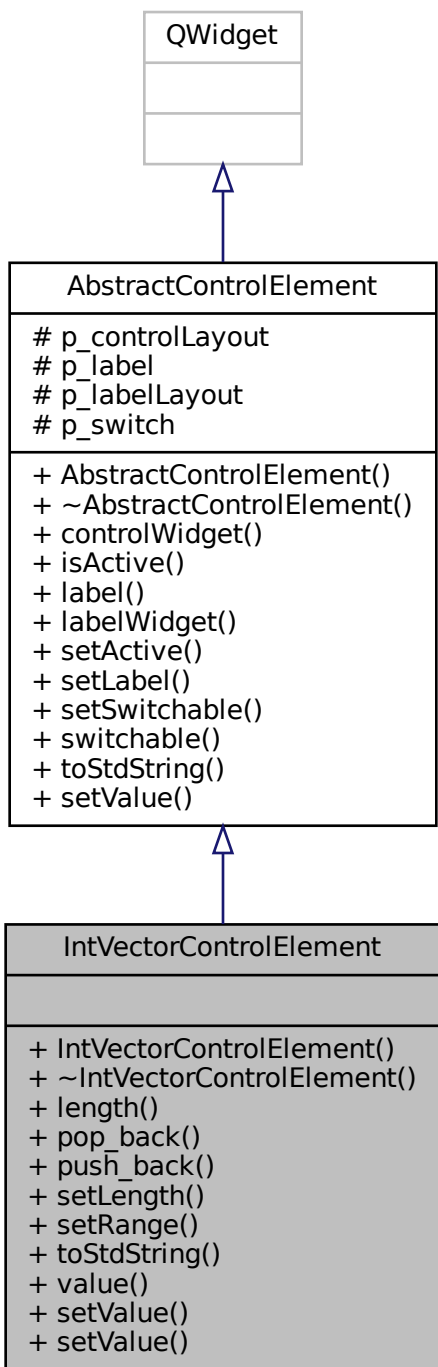 QWidget
AbstractControlElement
# p_controlLayout
# p_label
# p_labelLayout
# p_switch
+ AbstractControlElement()
+ ~AbstractControlElement()
+ controlWidget()
+ isActive()
+ label()
+ labelWidget()
+ setActive()
+ setLabel()
+ setSwitchable()
+ switchable()
+ toStdString()
+ setValue()
IntVectorControlElement
+ IntVectorControlElement()
+ ~IntVectorControlElement()
+ length()
+ pop_back()
+ push_back()
+ setLength()
+ setRange()
+ toStdString()
+ value()
+ setValue()
+ setValue()